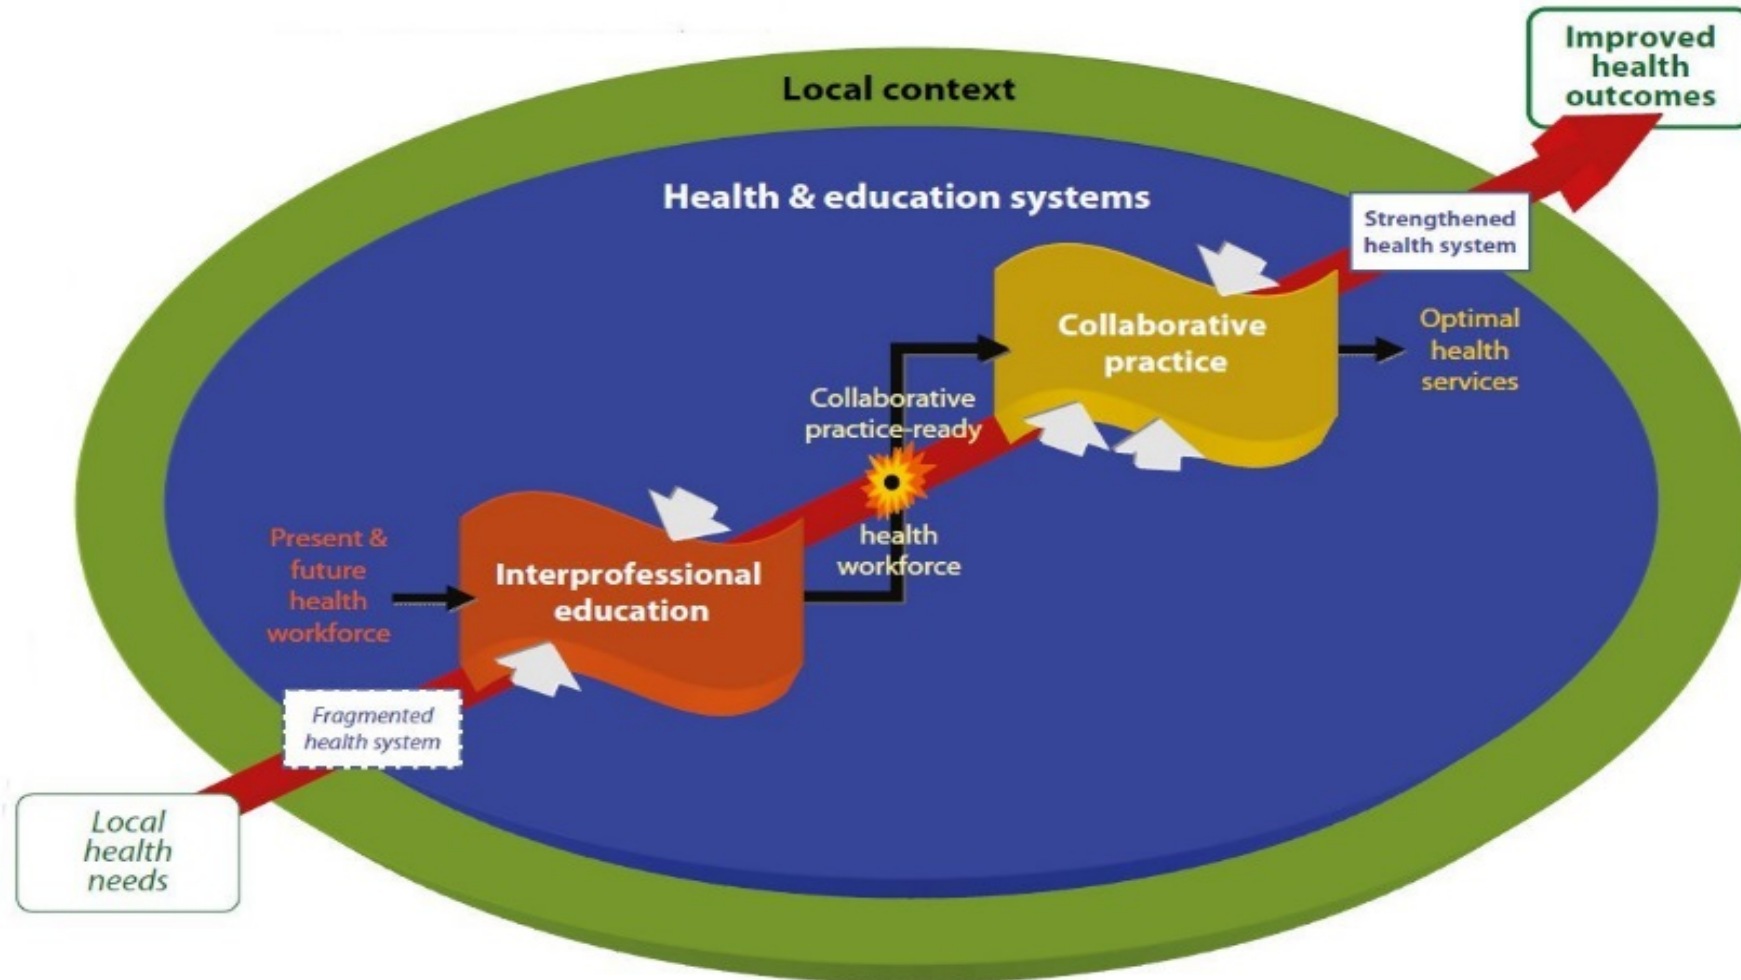 Improved
health
outcomes
Local context
Health & education systems
Strengthened
health system
Collaborative
practice
Optimal
health
services
Collaborative
practice-ready
health
workforce
Present &
future
health
workforce
Interprofessional
education
Fragmented
health system
Local
health
needs